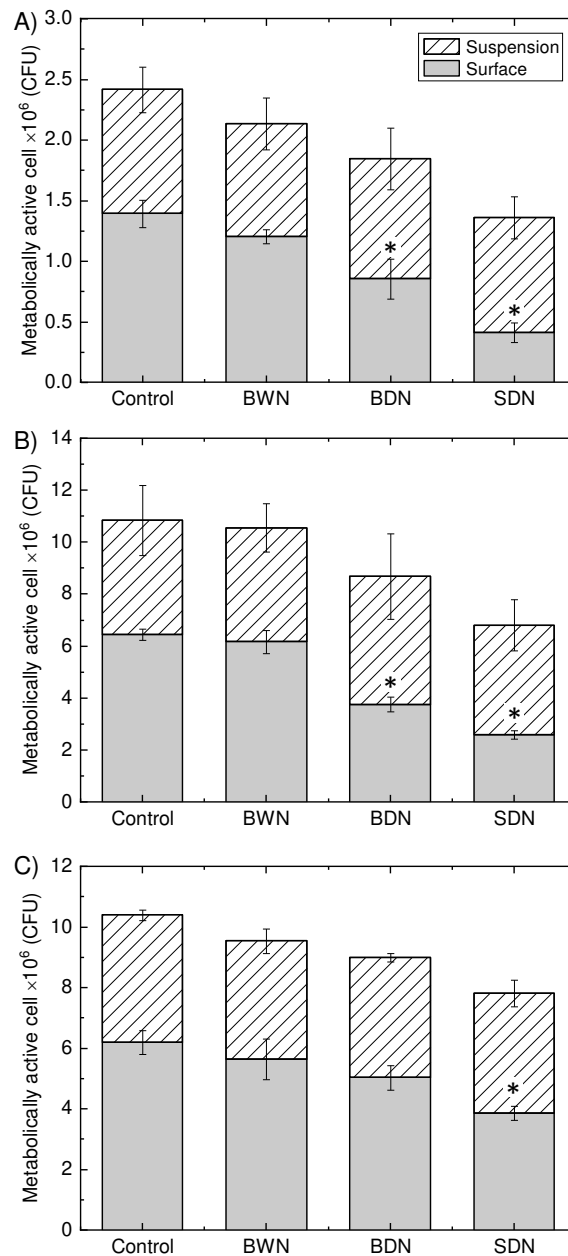 A)
Metabolically active cell ×10⁶ (CFU)
3.0
2.5
2.0
1.5
1.0
0.5
0.0
Suspension
Surface
*
*
Control BWN BDN SDN
B)
Metabolically active cell ×10⁶ (CFU)
14
12
10
8
6
4
2
0
*
*
Control BWN BDN SDN
C)
Metabolically active cell ×10⁶ (CFU)
12
10
8
6
4
2
0
*
Control BWN BDN SDN